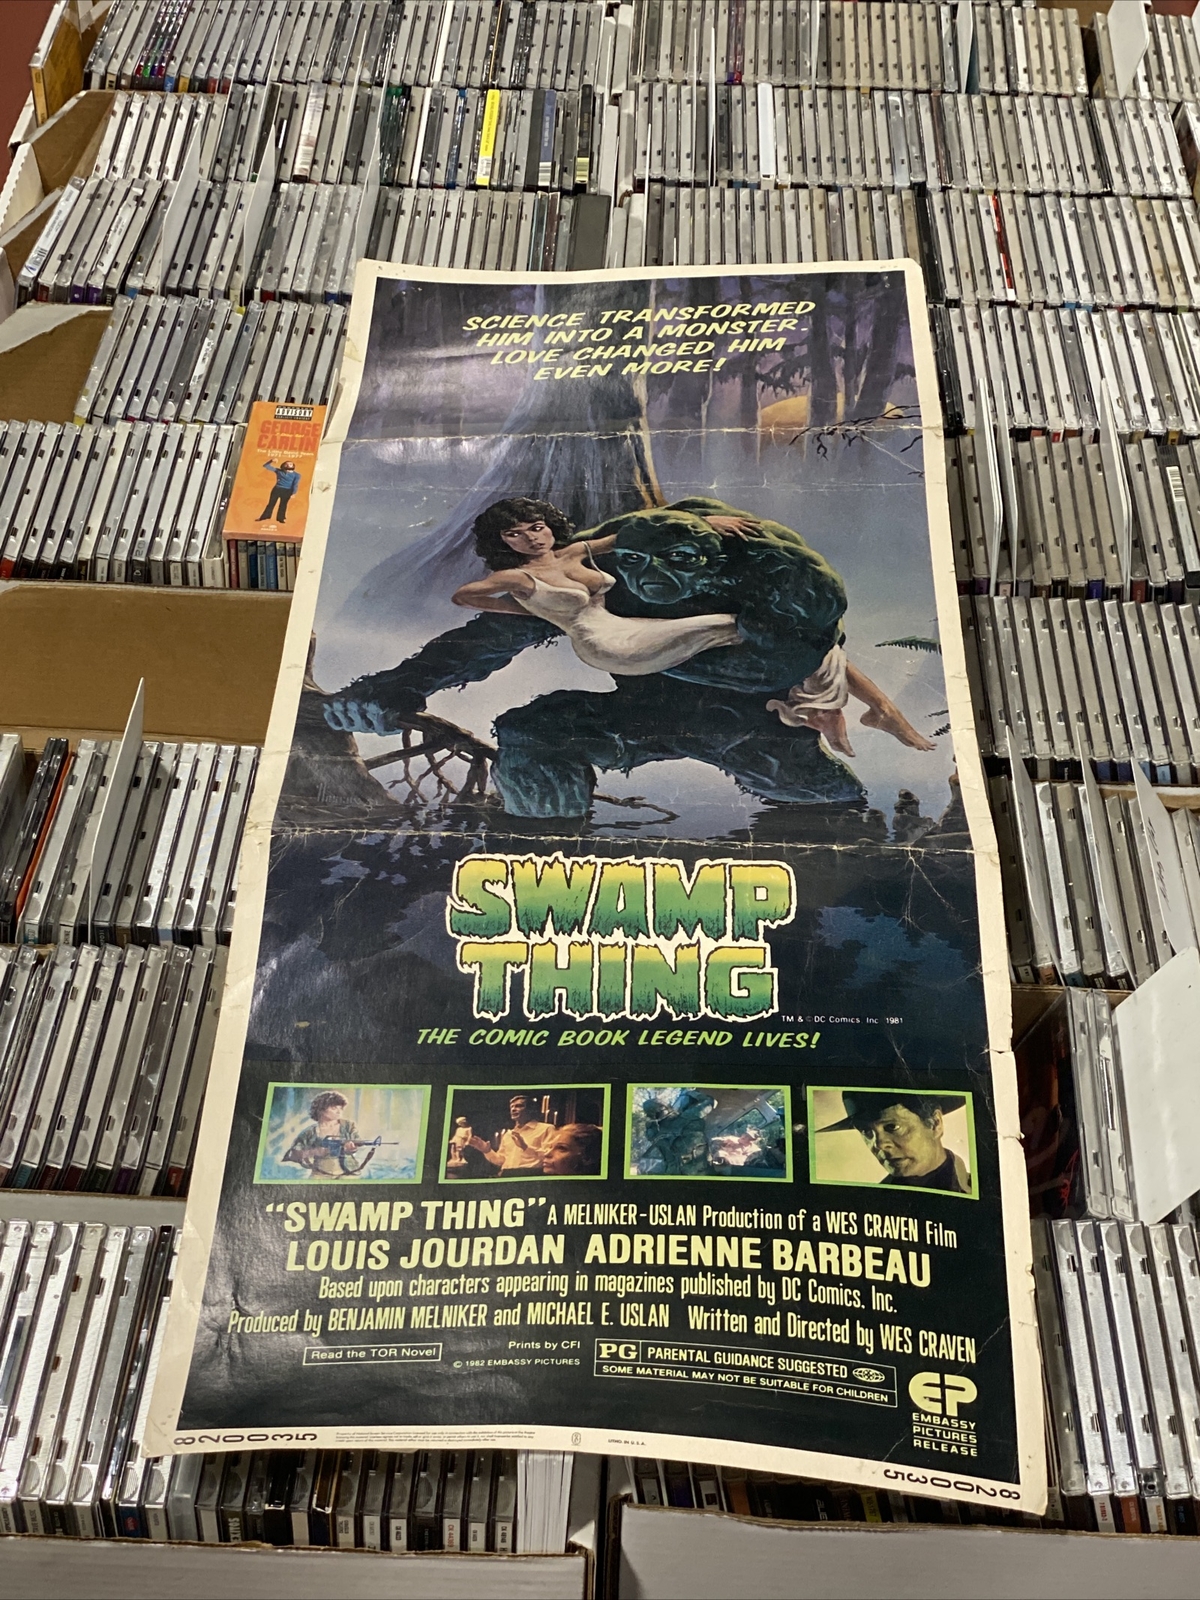 SCIENCE TRANSFORMED
HIM INTO A MONSTER.
LOVE CHANGED HIM
EVEN MORE!
ADVISORY
GEORGE
CARLIN
SWAMP
THING
TM & © DC Comics Inc 1981
THE COMIC BOOK LEGEND LIVES!
"SWAMP THING" A MELNIKER-USLAN Production of a WES CRAVEN Film
LOUIS JOURDAN ADRIENNE BARBEAU
Based upon characters appearing in magazines published by DC Comics, Inc.
Produced by BENJAMIN MELNIKER and MICHAEL E. USLAN Written and Directed by WES CRAVEN
Read the TOR Novel
Prints by CFI
© 1982 EMBASSY PICTURES
PG PARENTAL GUIDANCE SUGGESTED
SOME MATERIAL MAY NOT BE SUITABLE FOR CHILDREN
EP
EMBASSY
PICTURES
RELEASE
820035
LITHO. IN U.S.A.
820035